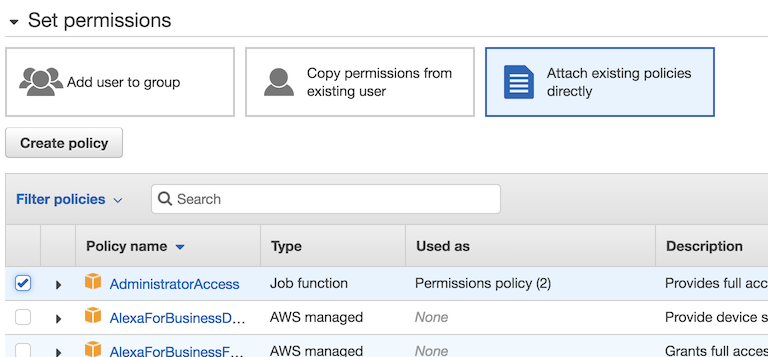 Set permissions
Add user to group
Copy permissions from
existing user
Attach existing policies
directly
Create policy
Filter policies
Search
Policy name Type Used as Description
AdministratorAccess Job function Permissions policy (2) Provides full acc
AlexaForBusinessD... AWS managed None Provide device s
AlexaForBusinessF... AWS managed None Grants full acces